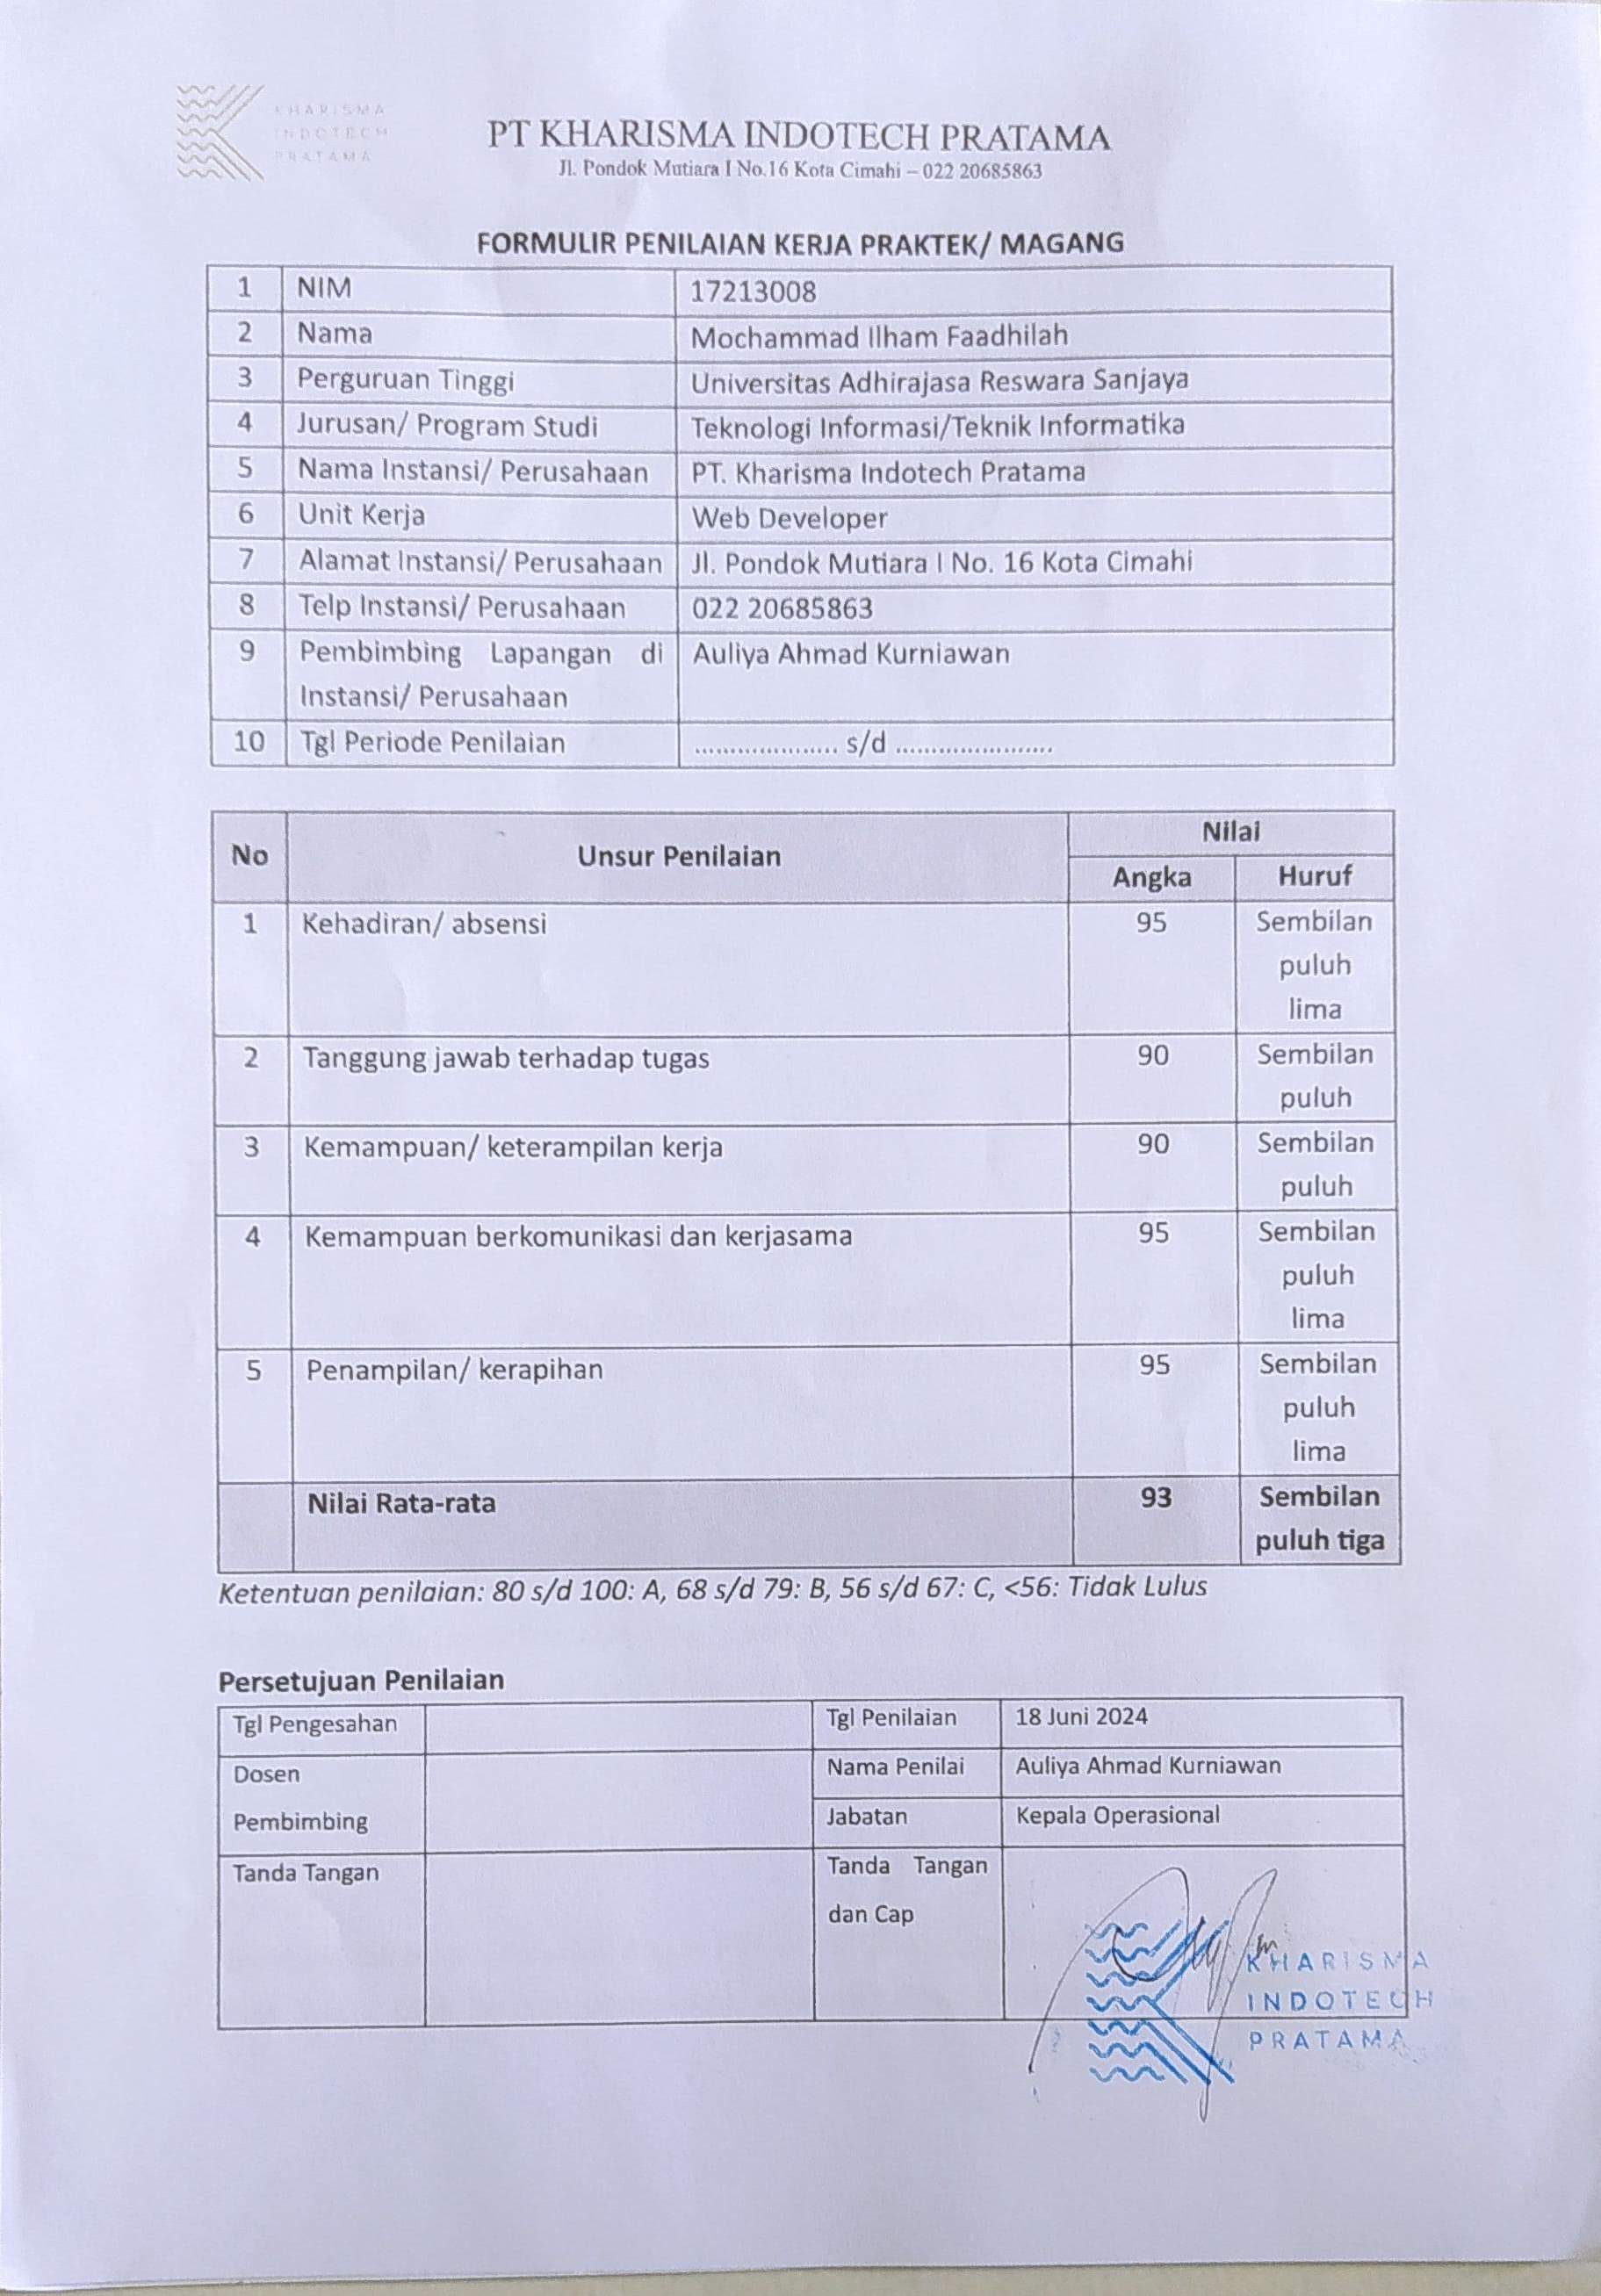 KHARISMA
INDOTECH
PRATAMA
PT KHARISMA INDOTECH PRATAMA
Jl. Pondok Mutiara I No.16 Kota Cimahi – 022 20685863
FORMULIR PENILAIAN KERJA PRAKTEK/ MAGANG
1 NIM 17213008
2 Nama Mochammad Ilham Faadhilah
3 Perguruan Tinggi Universitas Adhirajasa Reswara Sanjaya
4 Jurusan/ Program Studi Teknologi Informasi/Teknik Informatika
5 Nama Instansi/ Perusahaan PT. Kharisma Indotech Pratama
6 Unit Kerja Web Developer
7 Alamat Instansi/ Perusahaan Jl. Pondok Mutiara I No. 16 Kota Cimahi
8 Telp Instansi/ Perusahaan 022 20685863
9 Pembimbing Lapangan di Auliya Ahmad Kurniawan
Instansi/ Perusahaan
10 Tgl Periode Penilaian .................... s/d ......................
No Unsur Penilaian Nilai
Angka Huruf
1 Kehadiran/ absensi 95 Sembilan
puluh
lima
2 Tanggung jawab terhadap tugas 90 Sembilan
puluh
3 Kemampuan/ keterampilan kerja 90 Sembilan
puluh
4 Kemampuan berkomunikasi dan kerjasama 95 Sembilan
puluh
lima
5 Penampilan/ kerapihan 95 Sembilan
puluh
lima
Nilai Rata-rata 93 Sembilan
puluh tiga
Ketentuan penilaian: 80 s/d 100: A, 68 s/d 79: B, 56 s/d 67: C, <56: Tidak Lulus
Persetujuan Penilaian
Tgl Pengesahan Tgl Penilaian 18 Juni 2024
Dosen Nama Penilai Auliya Ahmad Kurniawan
Pembimbing Jabatan Kepala Operasional
Tanda Tangan Tanda Tangan
dan Cap
KHARISMA
INDOTECH
PRATAMA